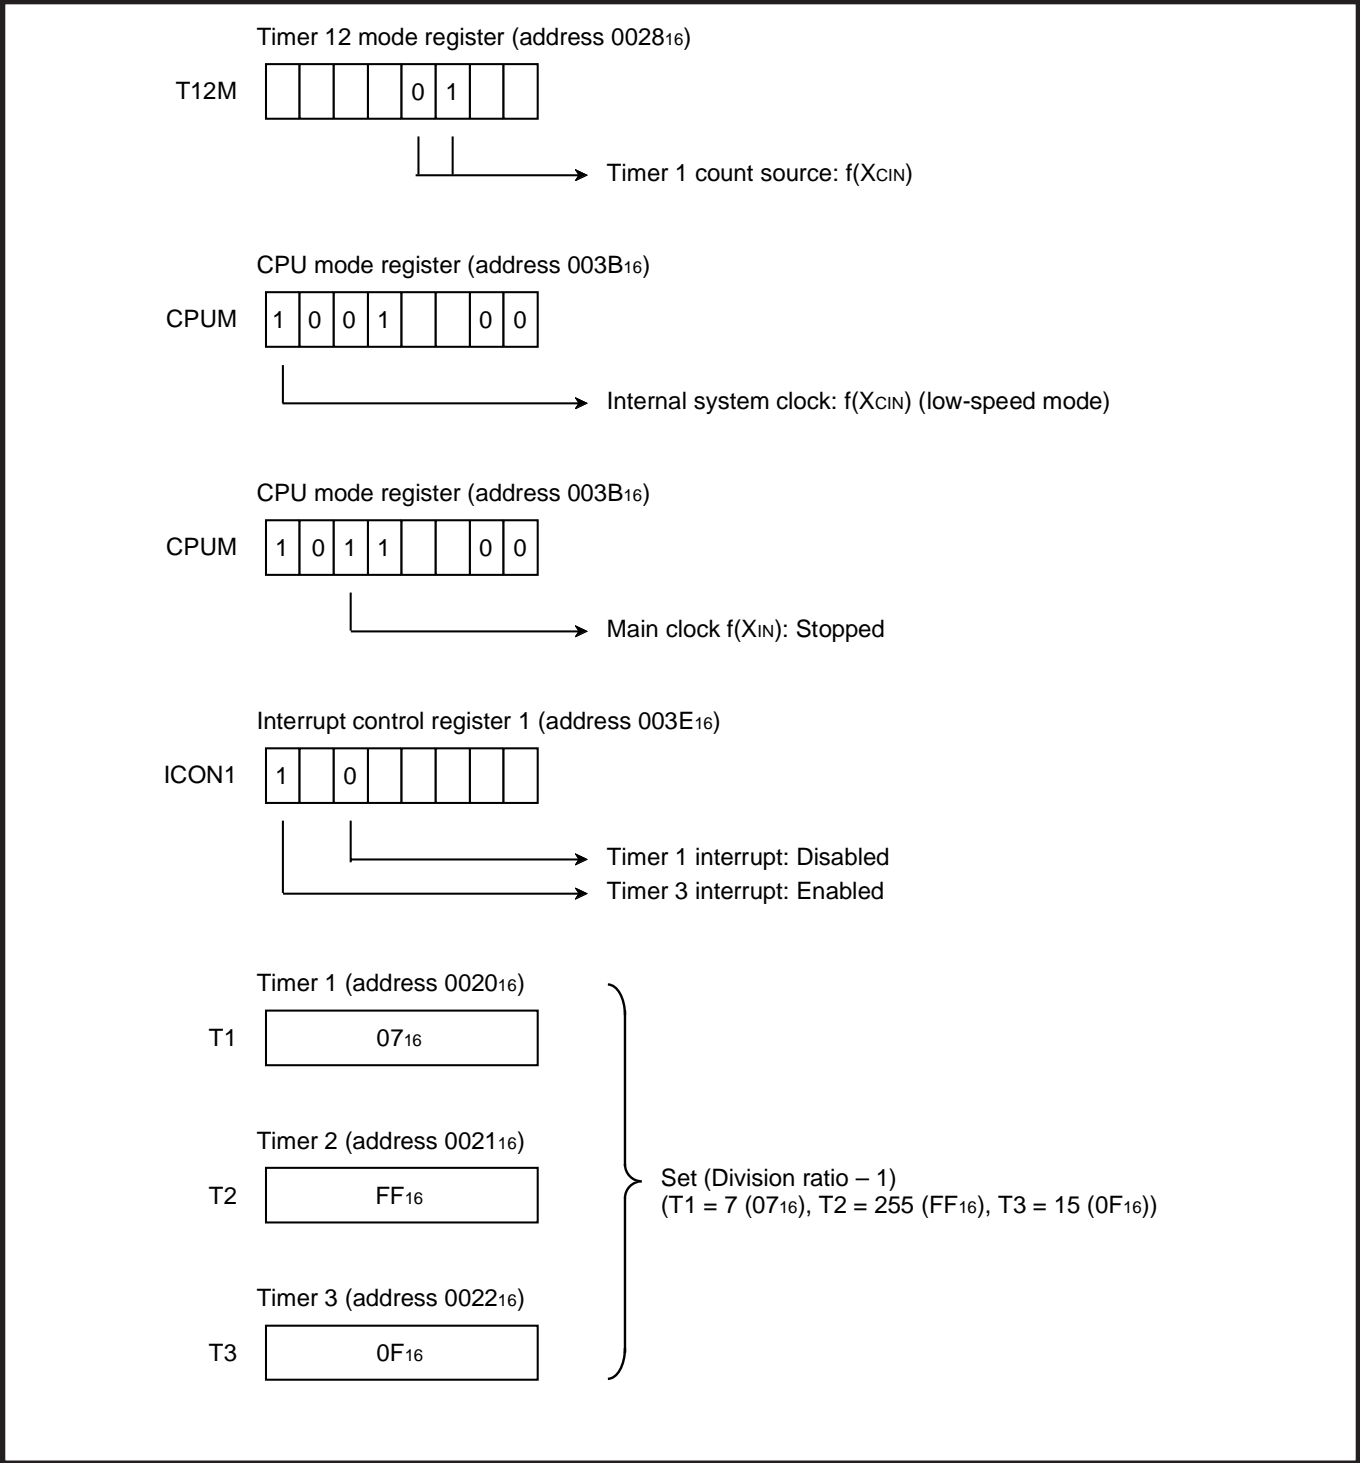 Timer 12 mode register (address 002816)
T12M 0 1
Timer 1 count source: f(XCIN)
CPU mode register (address 003B16)
CPUM 1 0 0 1 0 0
Internal system clock: f(XCIN) (low-speed mode)
CPU mode register (address 003B16)
CPUM 1 0 1 1 0 0
Main clock f(XIN): Stopped
Interrupt control register 1 (address 003E16)
ICON1 1 0
Timer 1 interrupt: Disabled
Timer 3 interrupt: Enabled
Timer 1 (address 002016)
T1 0716
Timer 2 (address 002116)
T2 FF16
Set (Division ratio – 1)
(T1 = 7 (0716), T2 = 255 (FF16), T3 = 15 (0F16))
Timer 3 (address 002216)
T3 0F16